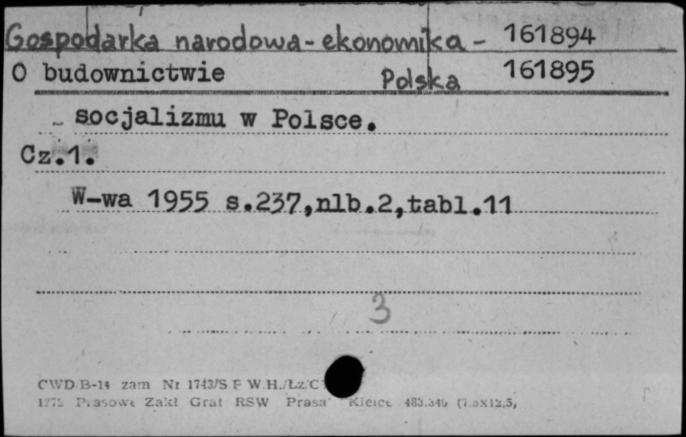 Gospodarka narodowa - ekonomika - 161894
O budownictwie Polska 161895
socjalizmu w Polsce.
Cz.1.
W-wa 1955 s.237,nlb.2,tabl.11
3
CWD B-14 zam Nr 1743/S F W.H./Łz/C
Prasowe Zakł Graf RSW Prasa Kielce